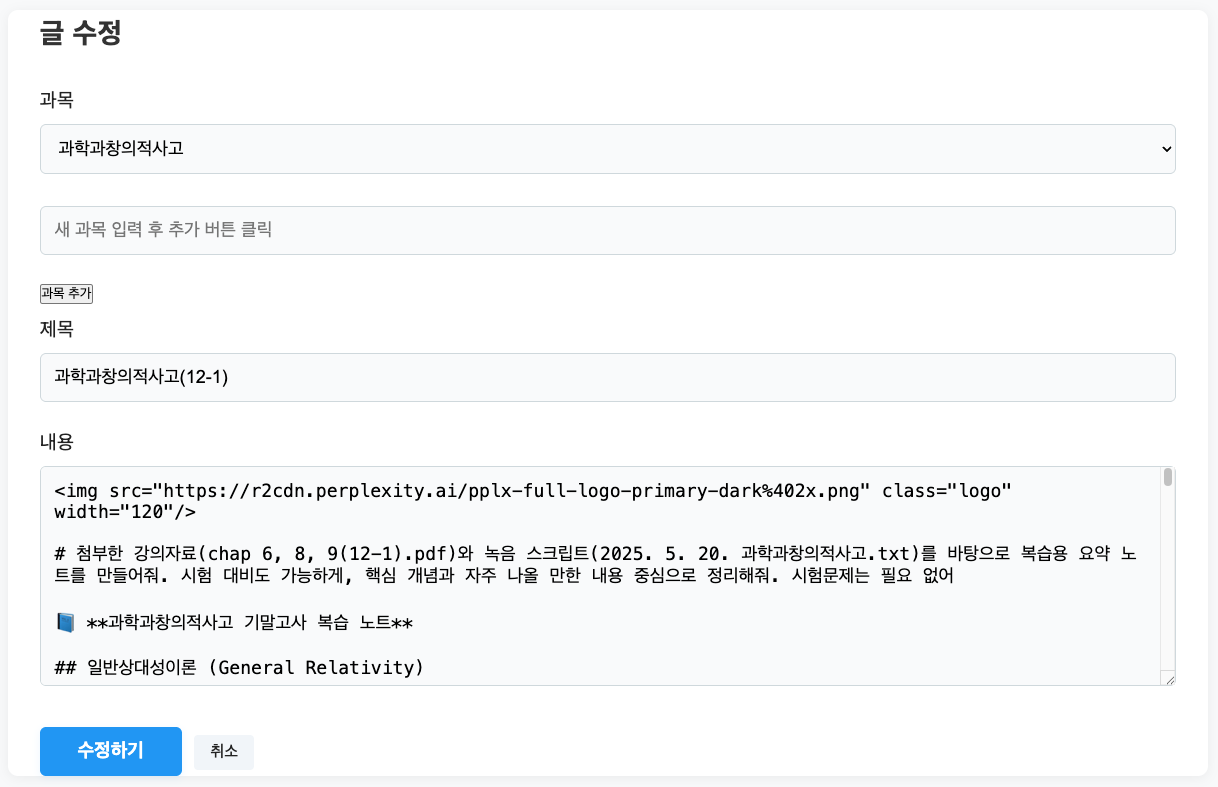 글 수정
과목
과학과창의적사고
새 과목 입력 후 추가 버튼 클릭
과목 추가
제목
과학과창의적사고(12-1)
내용
<img src="https://r2cdn.perplexity.ai/pplx-full-logo-primary-dark%402x.png" class="logo"
width="120"/>
# 첨부한 강의자료(chap 6, 8, 9(12-1).pdf)와 녹음 스크립트(2025. 5. 20. 과학과창의적사고.txt)를 바탕으로 복습용 요약 노
트를 만들어줘. 시험 대비도 가능하게, 핵심 개념과 자주 나올 만한 내용 중심으로 정리해줘. 시험문제는 필요 없어
📘 **과학과창의적사고 기말고사 복습 노트**
## 일반상대성이론 (General Relativity)
수정하기 취소